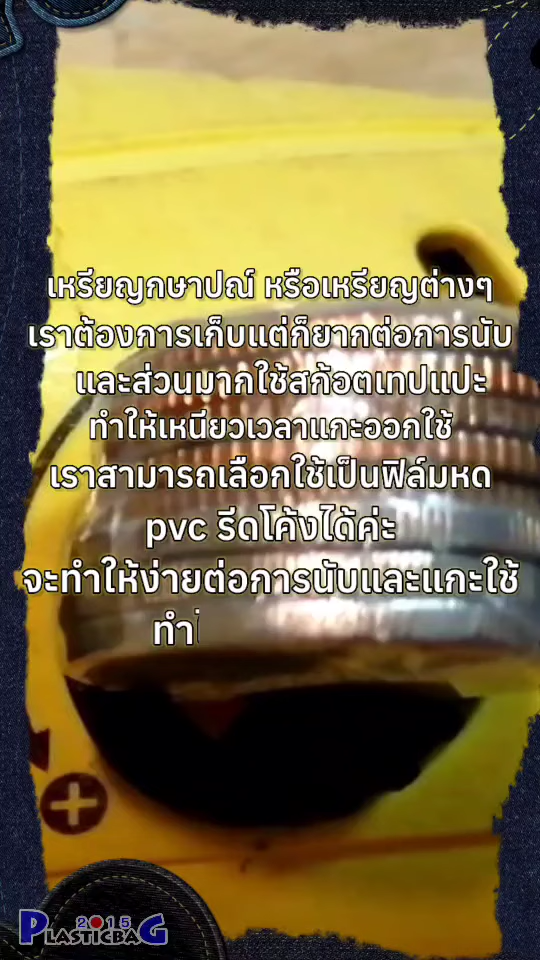 เหรียญกษาปณ์ หรือเหรียญต่างๆ
เราต้องการเก็บแต่ก็ยากต่อการนับ
และส่วนมากใช้สก้อตเทปแปะ
ทำให้เหนียวเวลาแกะออกใช้
เราสามารถเลือกใช้เป็นฟิล์มหด
pvc รีดโค้งได้ค่ะ
จะทำให้ง่ายต่อการนับและแกะใช้
ทำ
2015
PLASTICBAG